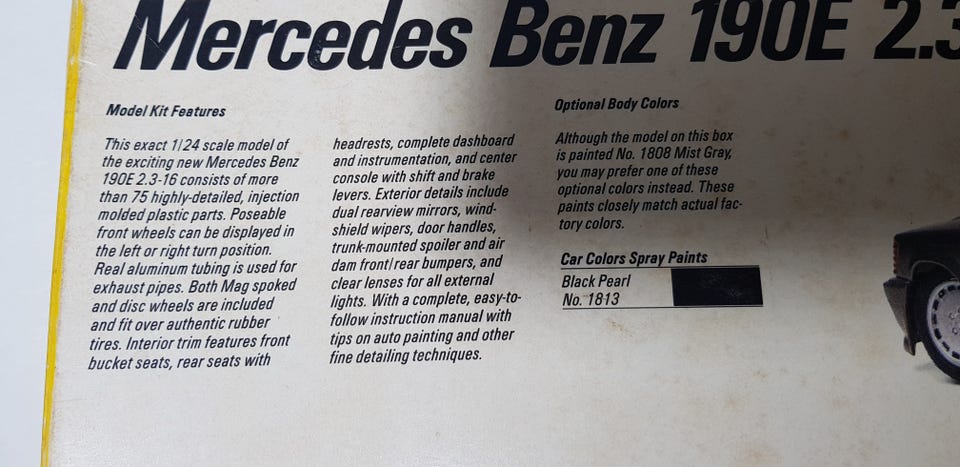 Mercedes Benz 190E 2.3
Model Kit Features
This exact 1/24 scale model of
the exciting new Mercedes Benz
190E 2.3-16 consists of more
than 75 highly-detailed, injection
molded plastic parts. Poseable
front wheels can be displayed in
the left or right turn position.
Real aluminum tubing is used for
exhaust pipes. Both Mag spoked
and disc wheels are included
and fit over authentic rubber
tires. Interior trim features front
bucket seats, rear seats with
headrests, complete dashboard
and instrumentation, and center
console with shift and brake
levers. Exterior details include
dual rearview mirrors, wind-
shield wipers, door handles,
trunk-mounted spoiler and air
dam front/rear bumpers, and
clear lenses for all external
lights. With a complete, easy-to-
follow instruction manual with
tips on auto painting and other
fine detailing techniques.
Optional Body Colors
Although the model on this box
is painted No. 1808 Mist Gray,
you may prefer one of these
optional colors instead. These
paints closely match actual fac-
tory colors.
Car Colors Spray Paints
Black Pearl
No. 1813